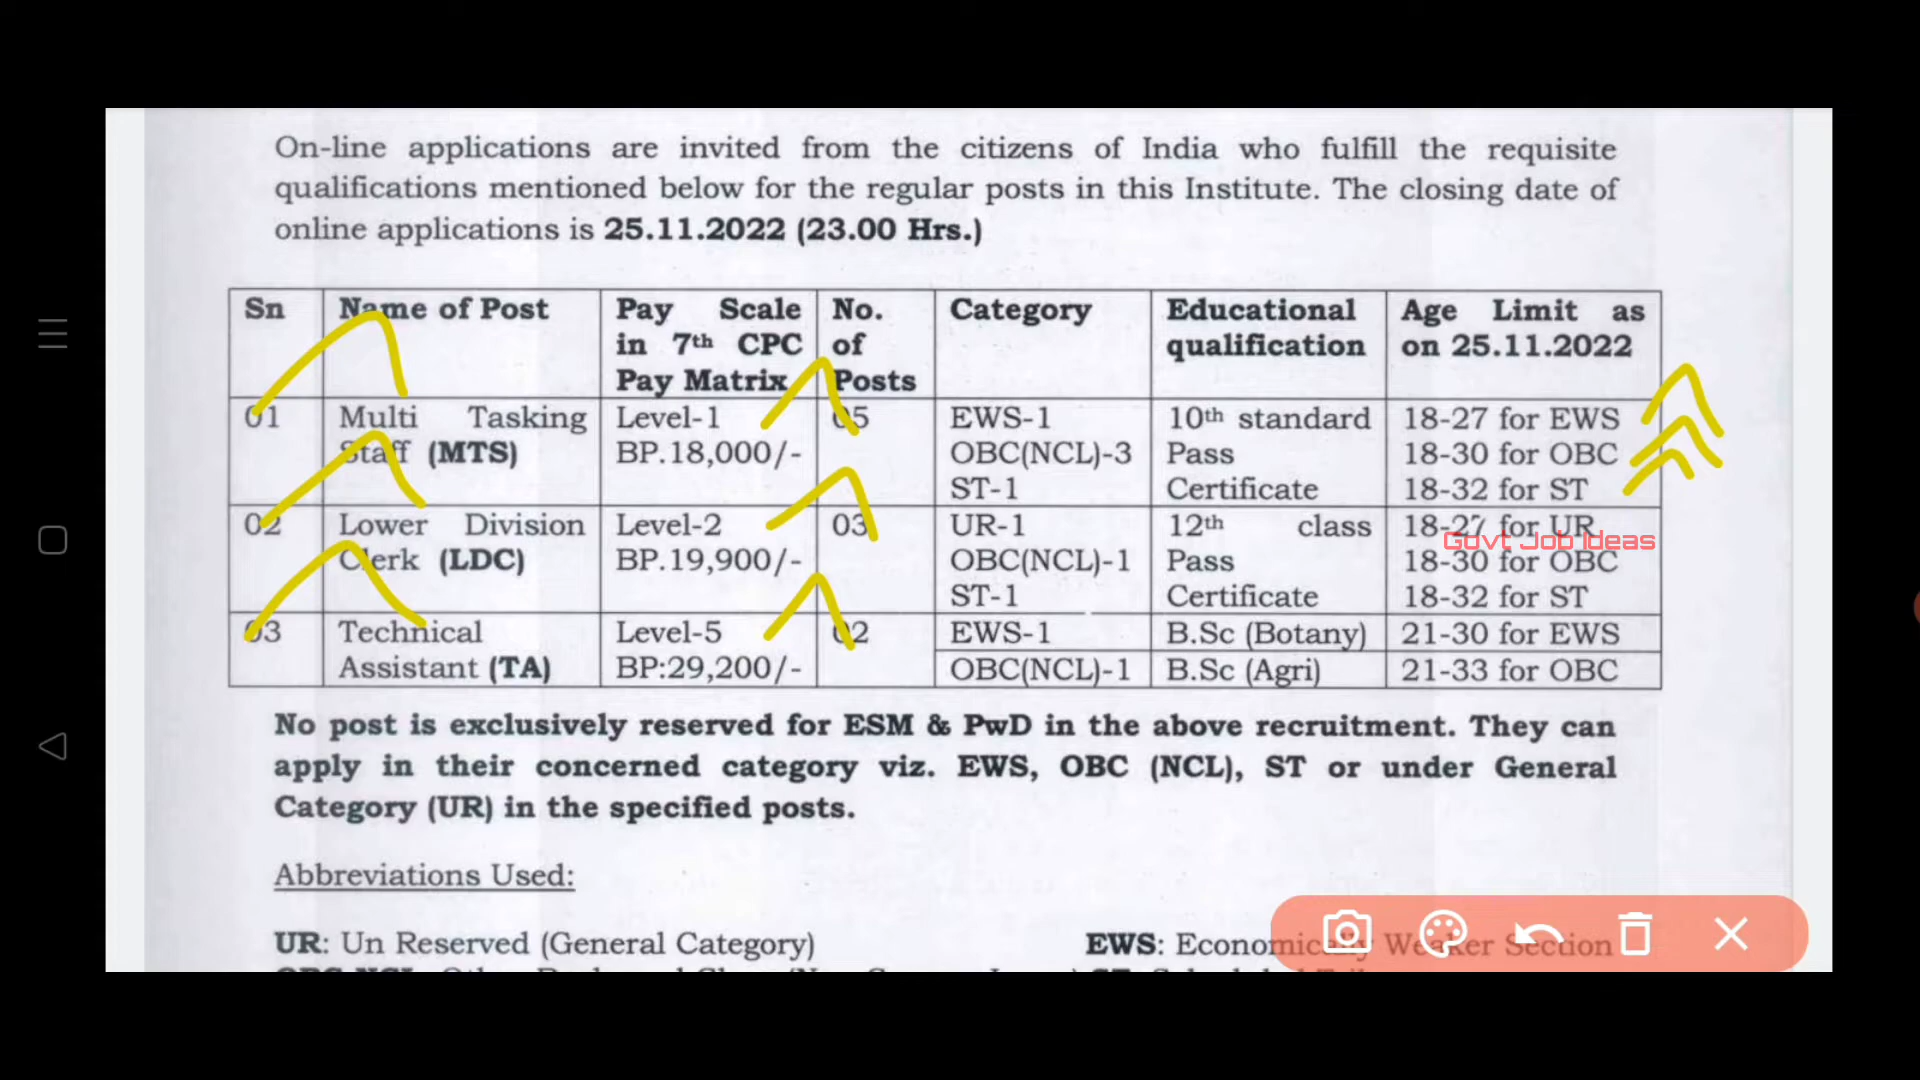 On-line applications are invited from the citizens of India who fulfill the requisite
qualifications mentioned below for the regular posts in this Institute. The closing date of
online applications is 25.11.2022 (23.00 Hrs.)
Sn Name of Post Pay Scale in 7th CPC Pay Matrix No. of Posts Category Educational qualification Age Limit as on 25.11.2022
01 Multi Tasking Level-1 05 EWS-1 10th standard 18-27 for EWS
Staff (MTS) BP.18,000/- OBC(NCL)-3 Pass 18-30 for OBC
ST-1 Certificate 18-32 for ST
02 Lower Division Level-2 03 UR-1 12th class 18-27 for UR
Govt Job Ideas
Clerk (LDC) BP.19,900/- OBC(NCL)-1 Pass 18-30 for OBC
ST-1 Certificate 18-32 for ST
03 Technical Level-5 02 EWS-1 B.Sc (Botany) 21-30 for EWS
Assistant (TA) BP:29,200/- OBC(NCL)-1 B.Sc (Agri) 21-33 for OBC
No post is exclusively reserved for ESM & PwD in the above recruitment. They can
apply in their concerned category viz. EWS, OBC (NCL), ST or under General
Category (UR) in the specified posts.
Abbreviations Used:
UR: Un Reserved (General Category) EWS: Economically Weaker Section